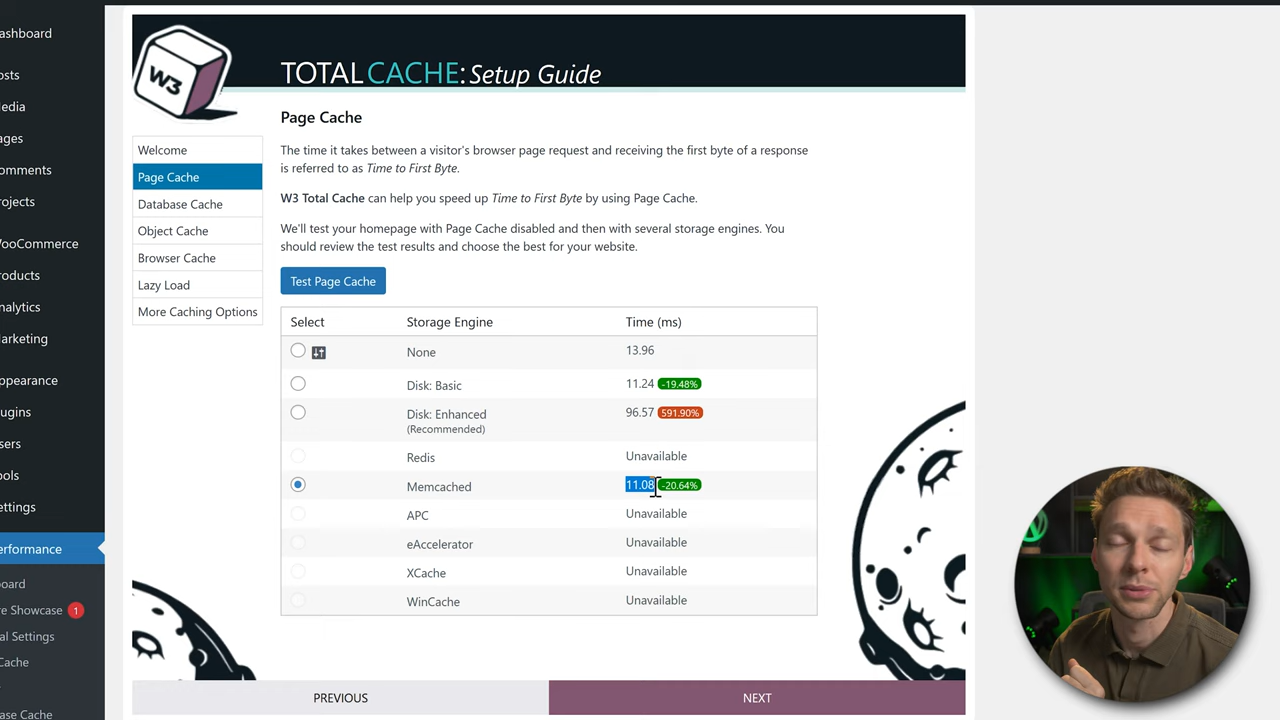 W3
TOTAL CACHE: Setup Guide
ashboard
osts
edia
ages
omments
rojects
ooCommerce
roducts
nalytics
arketing
ppearance
lugins
sers
ools
ettings
erformance
board
re Showcase 1
al Settings
Cache
ase Cache
Welcome
Page Cache
Database Cache
Object Cache
Browser Cache
Lazy Load
More Caching Options
Page Cache
The time it takes between a visitor's browser page request and receiving the first byte of a response
is referred to as Time to First Byte.
W3 Total Cache can help you speed up Time to First Byte by using Page Cache.
We'll test your homepage with Page Cache disabled and then with several storage engines. You
should review the test results and choose the best for your website.
Test Page Cache
Select Storage Engine Time (ms)
None 13.96
Disk: Basic 11.24 -19.48%
Disk: Enhanced 96.57 591.90%
(Recommended)
Redis Unavailable
Memcached 11.08 -20.64%
APC Unavailable
eAccelerator Unavailable
XCache Unavailable
WinCache Unavailable
PREVIOUS NEXT